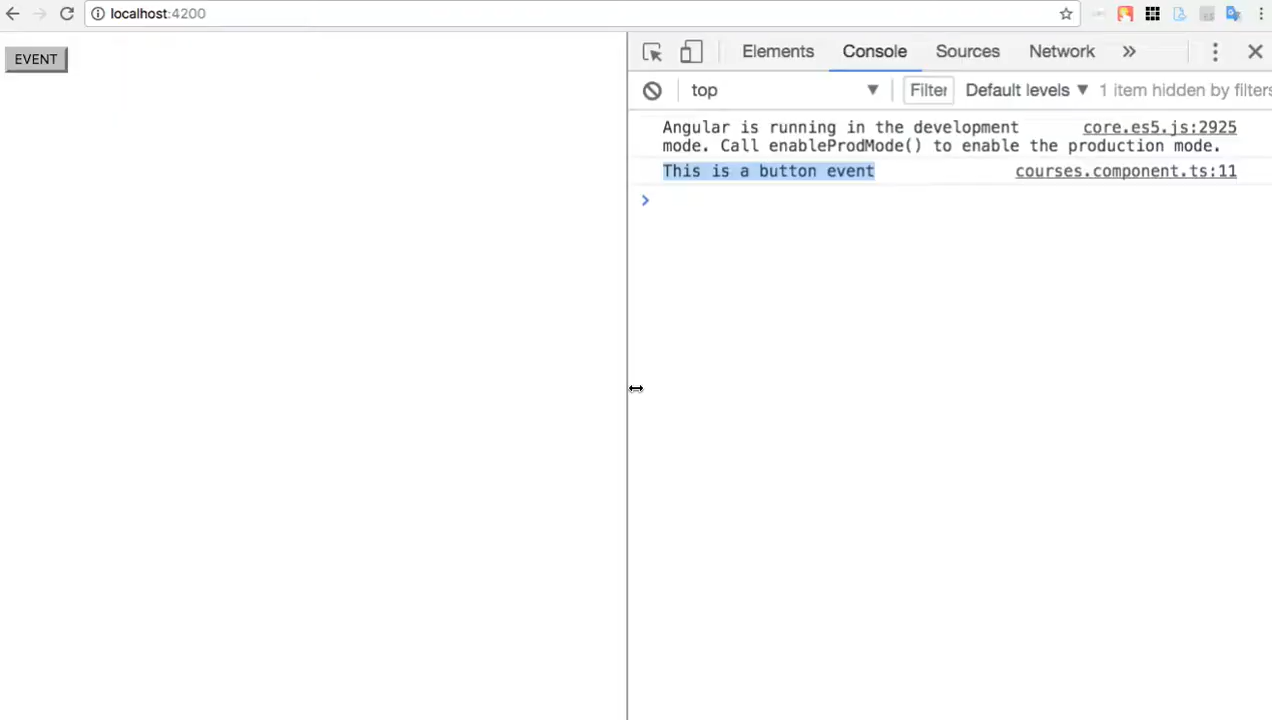 localhost:4200
EVENT
Elements Console Sources Network »
top Filter Default levels 1 item hidden by filters
Angular is running in the development core.es5.js:2925
mode. Call enableProdMode() to enable the production mode.
This is a button event courses.component.ts:11